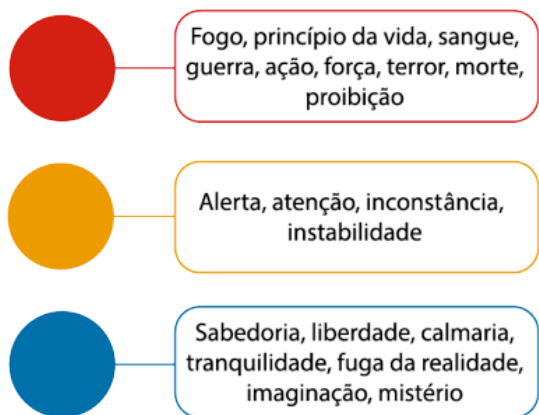 Fogo, princípio da vida, sangue,
guerra, ação, força, terror, morte,
proibição
Alerta, atenção, inconstância,
instabilidade
Sabedoria, liberdade, calmaria,
tranquilidade, fuga da realidade,
imaginação, mistério